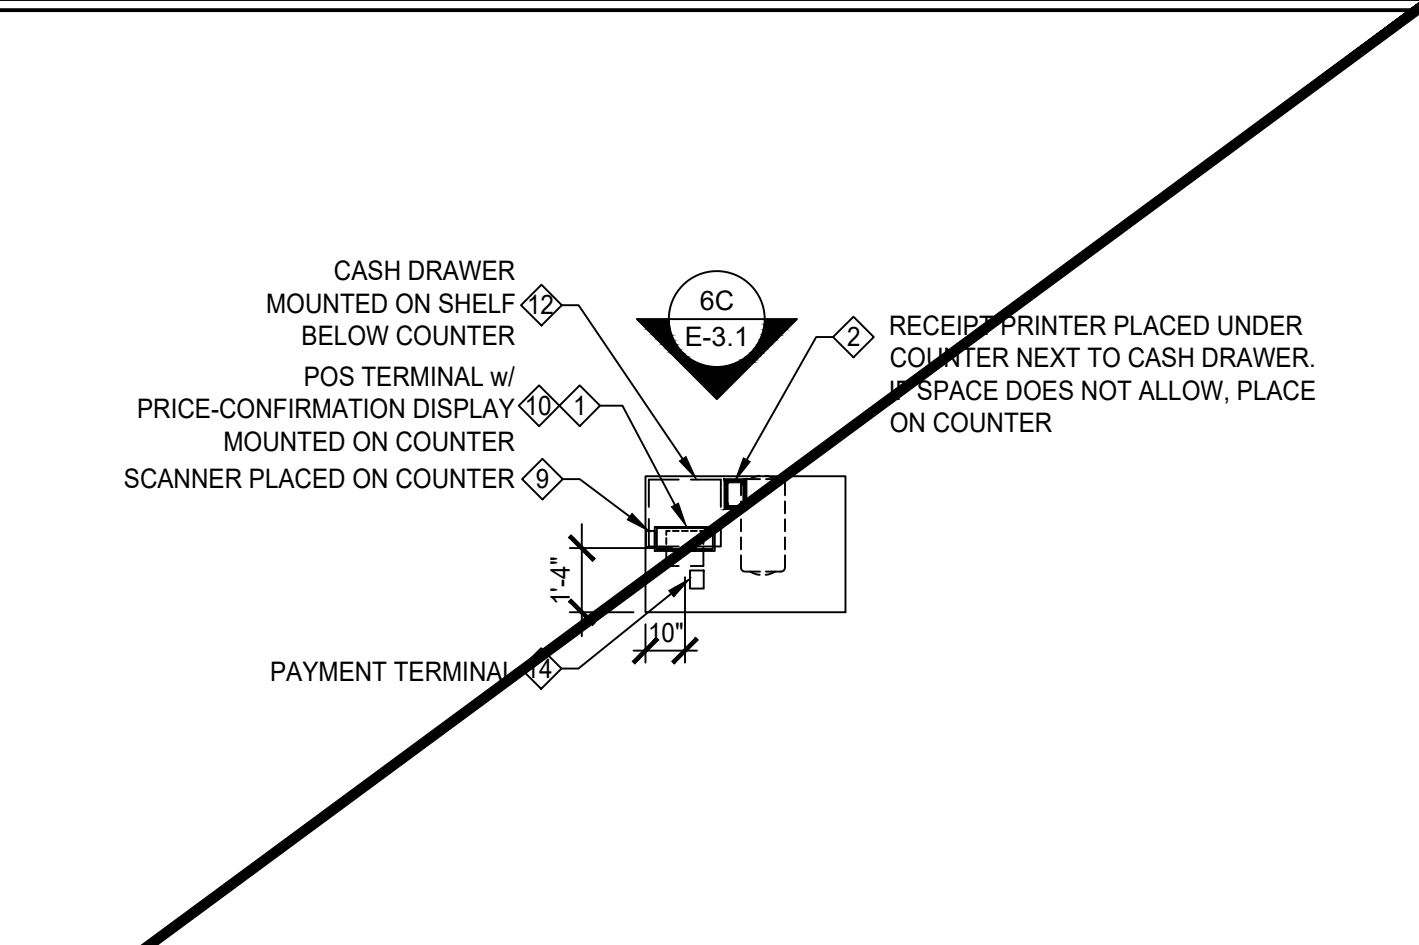 CASH DRAWER
MOUNTED ON SHELF
BELOW COUNTER
12
POS TERMINAL w/
PRICE-CONFIRMATION DISPLAY
MOUNTED ON COUNTER
10 1
SCANNER PLACED ON COUNTER
9
6C
E-3.1
2
RECEIPT PRINTER PLACED UNDER
COUNTER NEXT TO CASH DRAWER.
IF SPACE DOES NOT ALLOW, PLACE
ON COUNTER
1'-4"
10"
PAYMENT TERMINAL
14